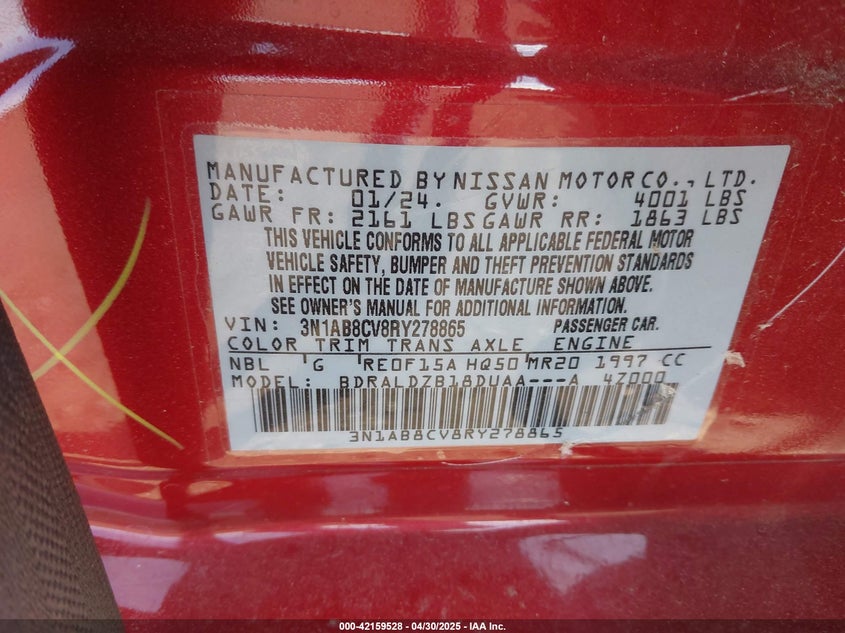 MANUFACTURED BY NISSAN MOTOR CO., LTD.
DATE: 01/24. GVWR: 4001 LBS
GAWR FR: 2161 LBS GAWR RR: 1863 LBS
THIS VEHICLE CONFORMS TO ALL APPLICABLE FEDERAL MOTOR
VEHICLE SAFETY, BUMPER AND THEFT PREVENTION STANDARDS
IN EFFECT ON THE DATE OF MANUFACTURE SHOWN ABOVE.
SEE OWNER'S MANUAL FOR ADDITIONAL INFORMATION.
VIN: 3N1AB8CV8RY278865 PASSENGER CAR.
COLOR TRIM TRANS AXLE ENGINE
NBL G RE0F15A HQ50 MR20 1997 CC
MODEL: BDRALDZB18DUAA---A 4Z000
3N1AB8CV8RY278865
000-42159528 - 04/30/2025 - IAA Inc.